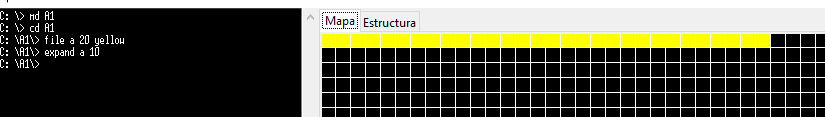 C: \> md A1
C: \> cd A1
C: \A1\> file a 20 yellow
C: \A1\> expand a 10
C: \A1\>
Mapa
Estructura